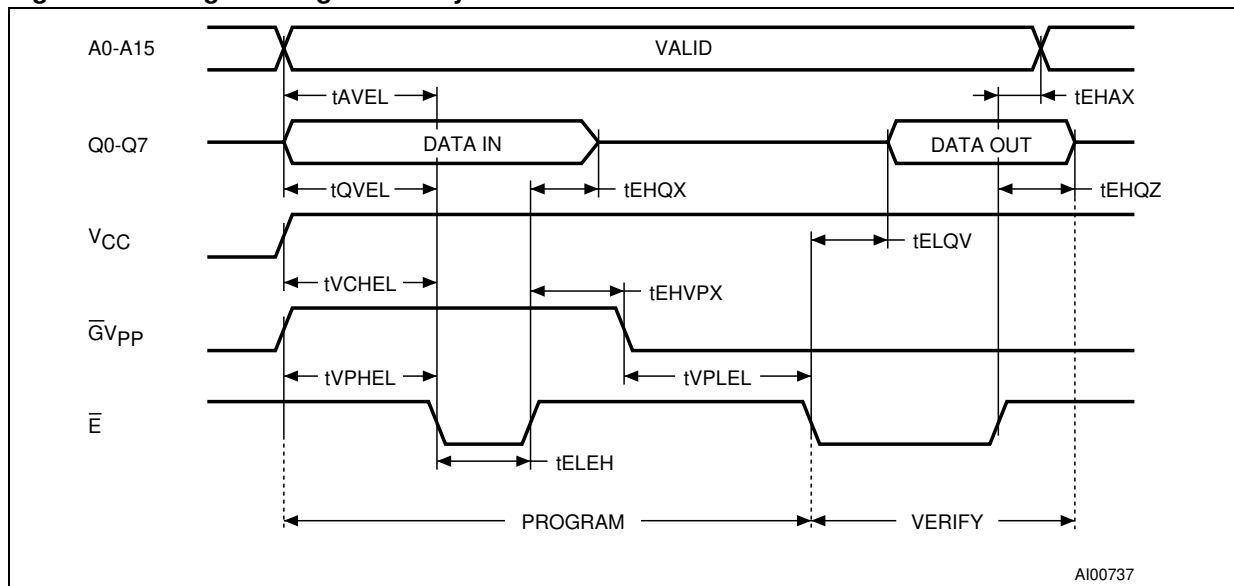 A0-A15
VALID
tAVEL
tEHAX
Q0-Q7
DATA IN
DATA OUT
tQVEL
tEHQX
tEHQZ
VCC
tELQV
tVCHEL
tEHVPX
G̅VPP
tVPHEL
tVPLEL
E̅
tELEH
PROGRAM
VERIFY
AI00737